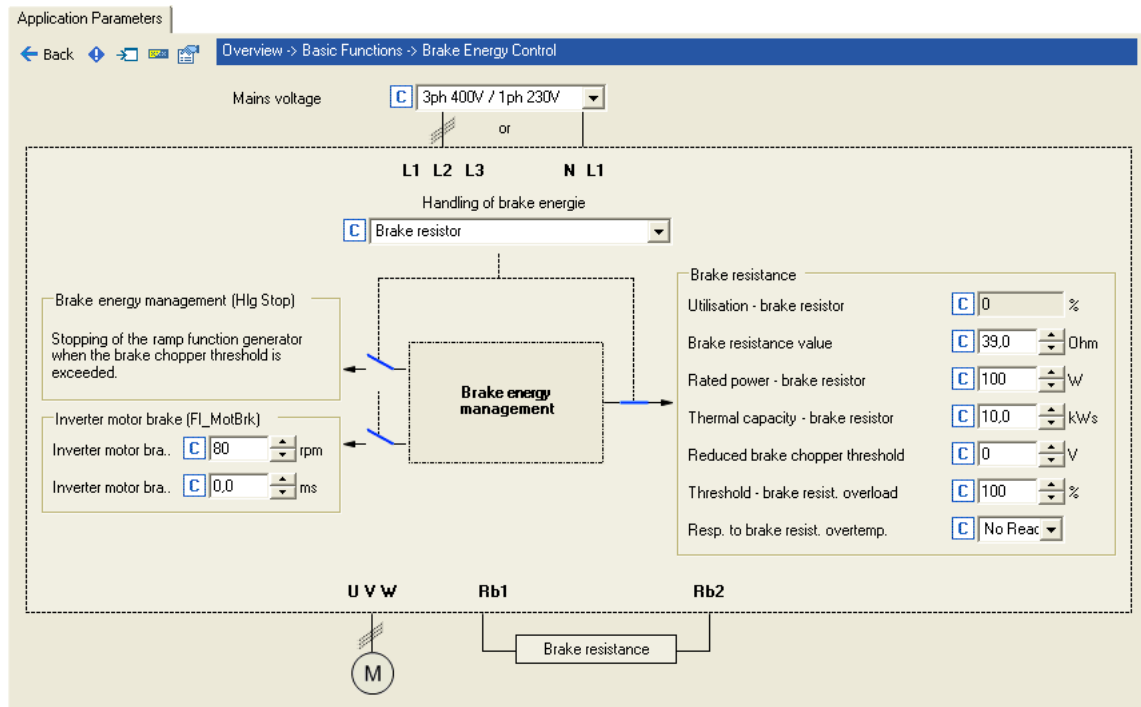 Application Parameters
Back
Overview -> Basic Functions -> Brake Energy Control
Mains voltage
C 3ph 400V / 1ph 230V
or
L1 L2 L3 N L1
Handling of brake energie
C Brake resistor
Brake energy management (Hlg Stop)
Stopping of the ramp function generator
when the brake chopper threshold is
exceeded.
Inverter motor brake (FI_MotBrk)
Inverter motor bra.. C 80 rpm
Inverter motor bra.. C 0,0 ms
Brake energy
management
Brake resistance
Utilisation - brake resistor C 0 %
Brake resistance value C 39,0 Ohm
Rated power - brake resistor C 100 W
Thermal capacity - brake resistor C 10,0 kWs
Reduced brake chopper threshold C 0 V
Threshold - brake resist. overload C 100 %
Resp. to brake resist. overtemp. C No Reac
U V W Rb1 Rb2
Brake resistance
M